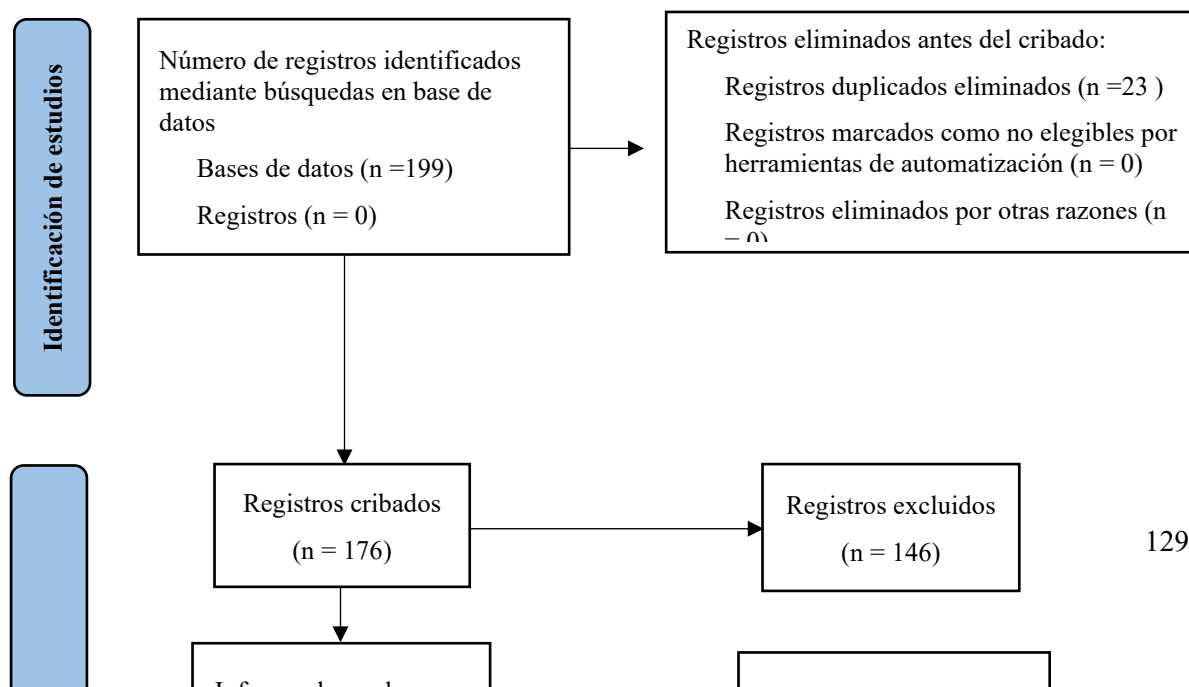 Identificación de estudios
Número de registros identificados
mediante búsquedas en base de
datos
Bases de datos (n =199)
Registros (n = 0)
Registros eliminados antes del cribado:
Registros duplicados eliminados (n =23 )
Registros marcados como no elegibles por
herramientas de automatización (n = 0)
Registros eliminados por otras razones (n
= 0)
Registros cribados
(n = 176)
Registros excluidos
(n = 146)
129